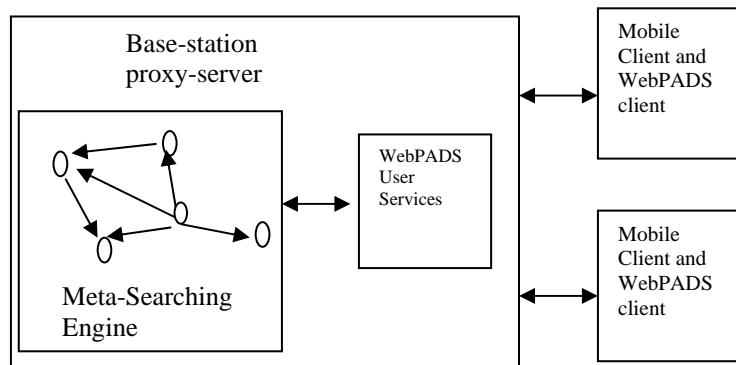 Base-station
proxy-server
Meta-Searching
Engine
WebPADS
User
Services
Mobile
Client and
WebPADS
client
Mobile
Client and
WebPADS
client